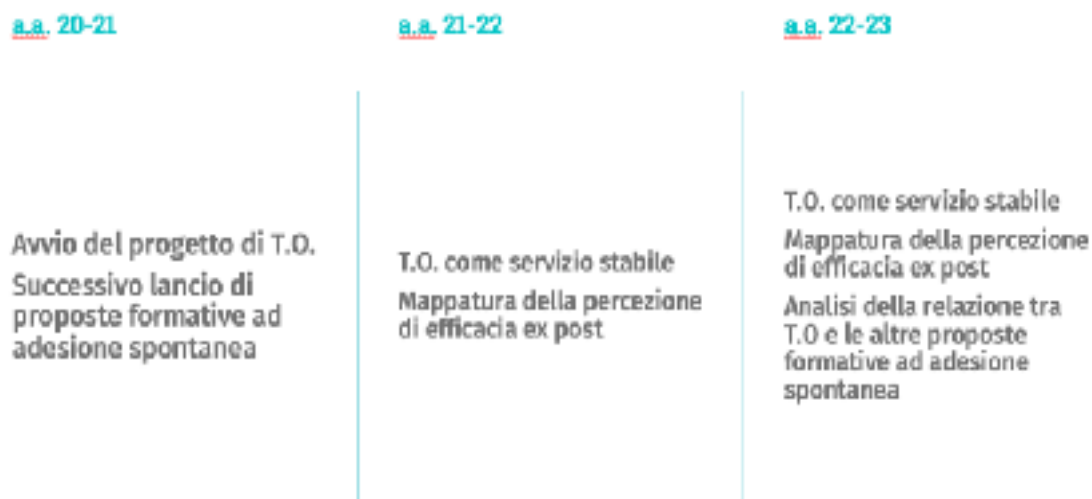 a.a. 20-21
Avvio del progetto di T.O.
Successivo lancio di
proposte formative ad
adesione spontanea
a.a. 21-22
T.O. come servizio stabile
Mappatura della percezione
di efficacia ex post
a.a. 22-23
T.O. come servizio stabile
Mappatura della percezione
di efficacia ex post
Analisi della relazione tra
T.O e le altre proposte
formative ad adesione
spontanea